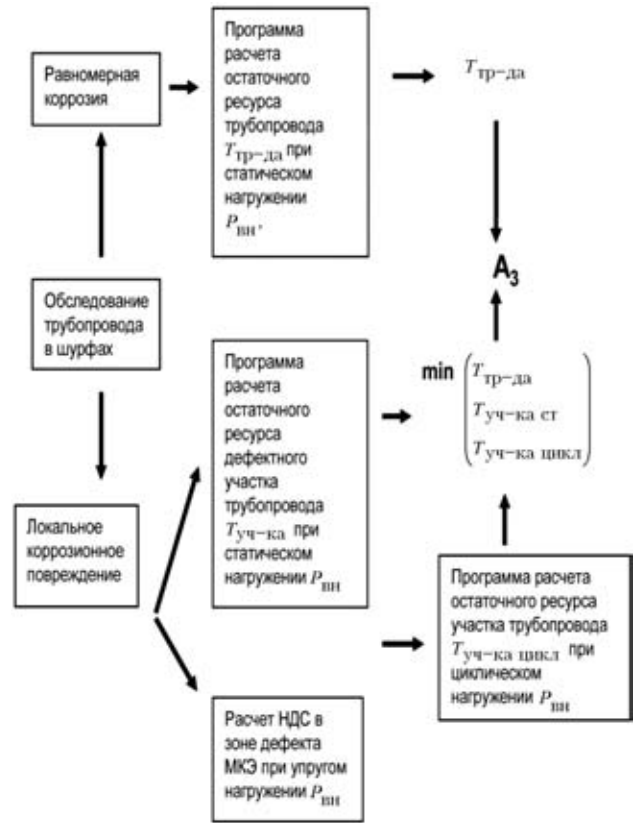 Равномерная
коррозия
Программа
расчета
остаточного
ресурса
трубопровода
Tтр–да при
статическом
нагружении
Pвн,
Tтр–да
A3
Обследование
трубопровода
в шурфах
Программа
расчета
остаточного
ресурса
дефектного
участка
трубопровода
Tуч–ка при
статическом
нагружении Pвн
min
Tтр–да
Tуч–ка ст
Tуч–ка цикл
Локальное
коррозионное
повреждение
Программа расчета
остаточного ресурса
участка трубопровода
Tуч–ка цикл при
циклическом
нагружении Pвн
Расчет НДС в
зоне дефекта
МКЭ при упругом
нагружении Pвн